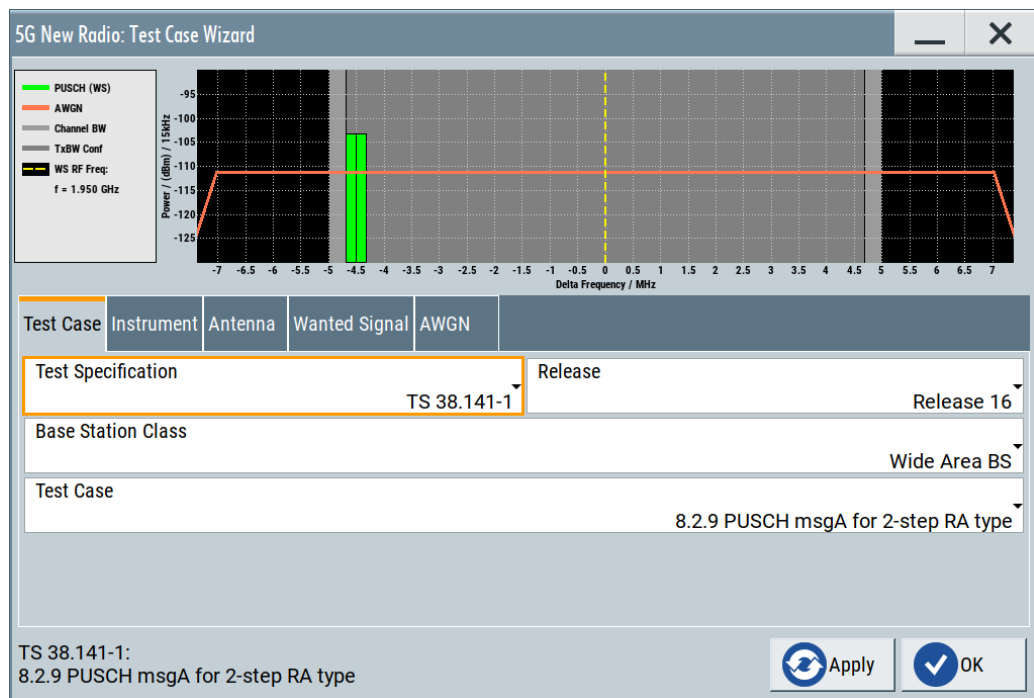 5G New Radio: Test Case Wizard
PUSCH (WS)
AWGN
Channel BW
TxBW Conf
WS RF Freq:
f = 1.950 GHz
Power / (dBm) / 15kHz
-95
-100
-105
-110
-115
-120
-125
-7 -6.5 -6 -5.5 -5 -4.5 -4 -3.5 -3 -2.5 -2 -1.5 -1 -0.5 0 0.5 1 1.5 2 2.5 3 3.5 4 4.5 5 5.5 6 6.5 7
Delta Frequency / MHz
Test Case Instrument Antenna Wanted Signal AWGN
Test Specification
TS 38.141-1
Release
Release 16
Base Station Class
Wide Area BS
Test Case
8.2.9 PUSCH msgA for 2-step RA type
TS 38.141-1:
8.2.9 PUSCH msgA for 2-step RA type
Apply
OK